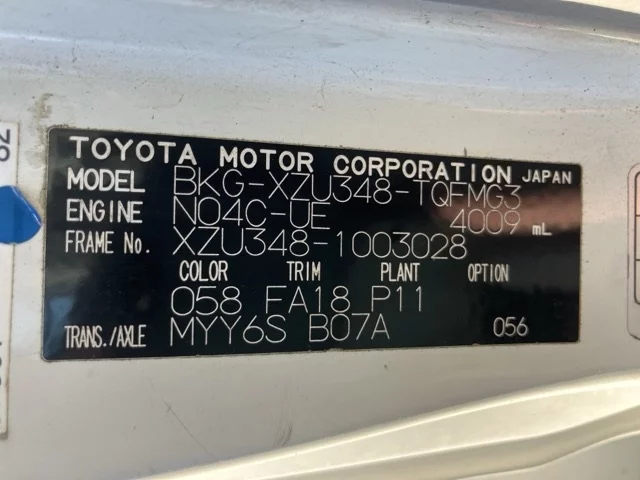 TOYOTA MOTOR CORPORATION JAPAN
MODEL BKG-XZU348-TQFMG3
ENGINE N04C-UE 4009 mL
FRAME No. XZU348-1003028
COLOR TRIM PLANT OPTION
058 FA18 P11
TRANS./AXLE MYY6S B07A 056